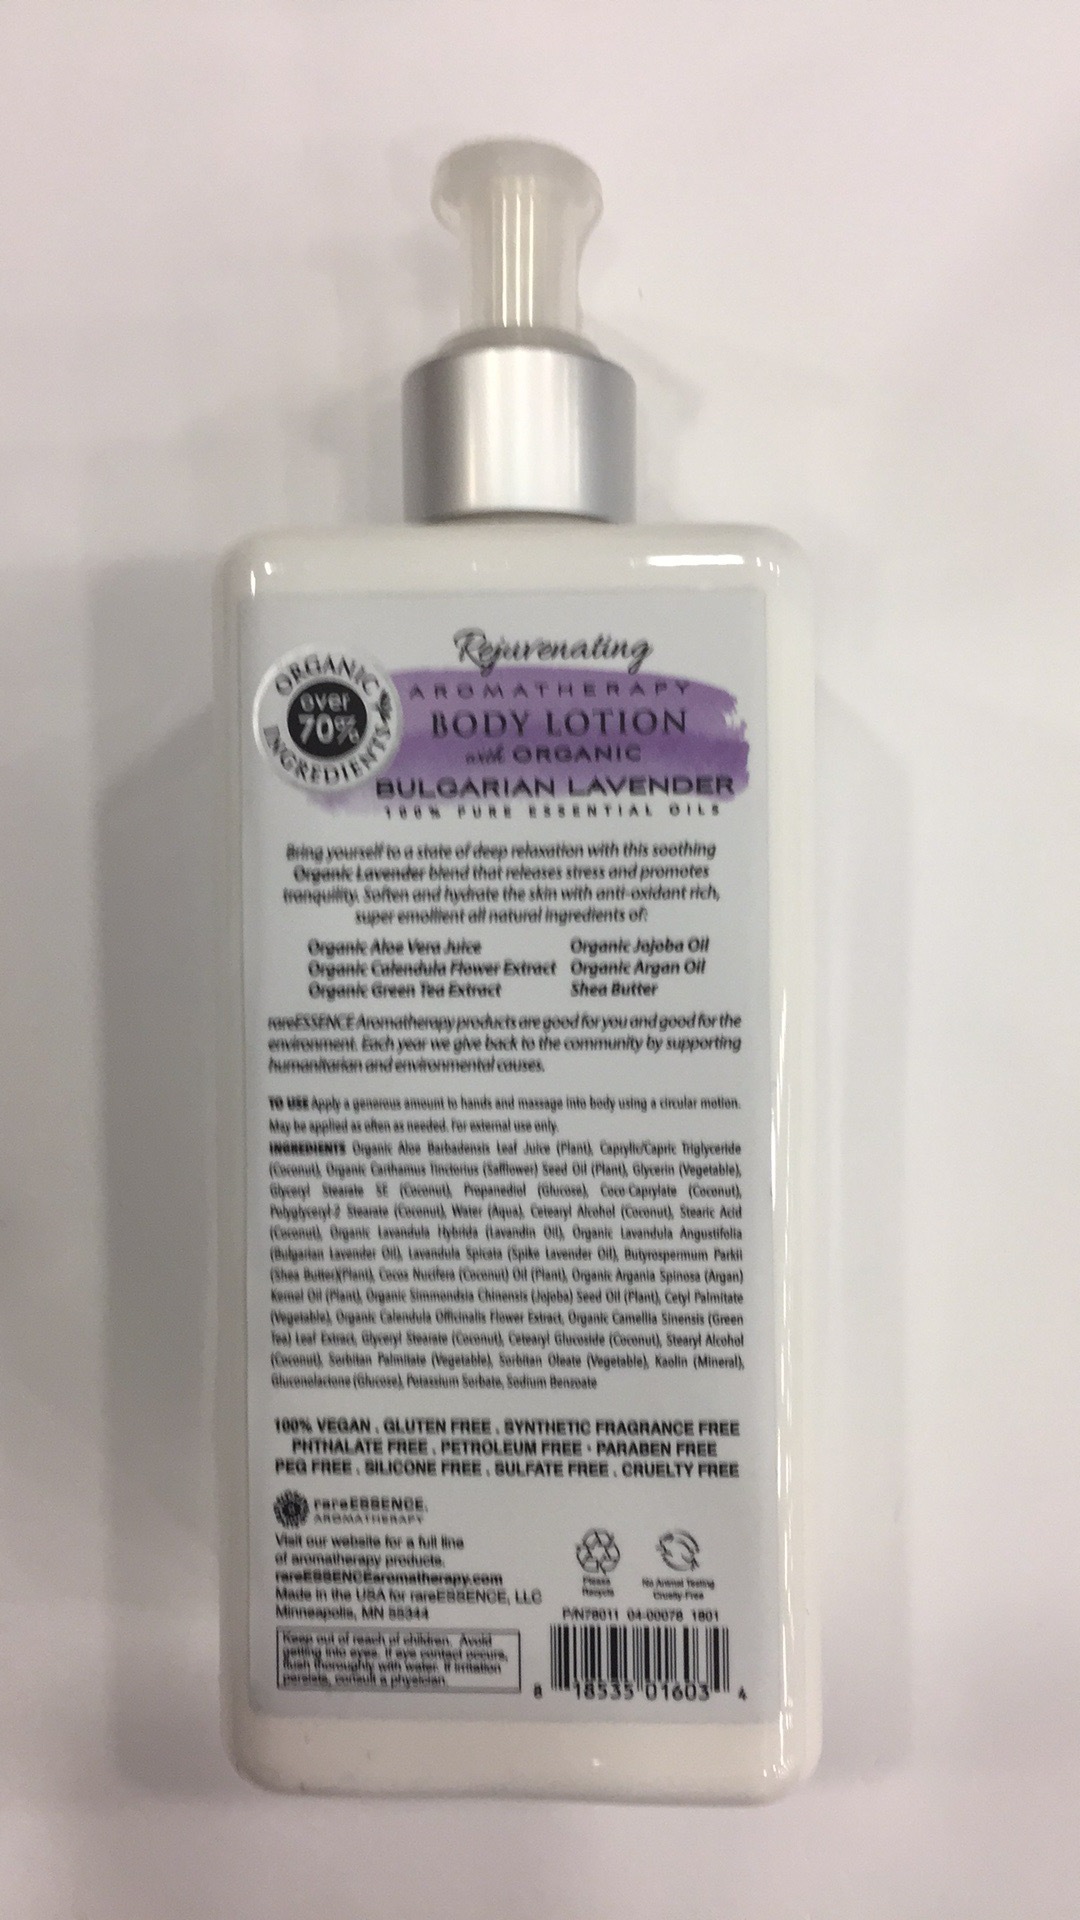 Rejuvenating
AROMATHERAPY
BODY LOTION
with ORGANIC
BULGARIAN LAVENDER
100% PURE ESSENTIAL OILS
ORGANIC
over
70%
INGREDIENTS
Bring yourself to a state of deep relaxation with this soothing
Organic Lavender blend that releases stress and promotes
tranquility. Soften and hydrate the skin with anti-oxidant rich,
super emollient all natural ingredients of:
Organic Aloe Vera Juice Organic Jojoba Oil
Organic Calendula Flower Extract Organic Argan Oil
Organic Green Tea Extract Shea Butter
rareESSENCE Aromatherapy products are good for you and good for the
environment. Each year we give back to the community by supporting
humanitarian and environmental causes.
TO USE Apply a generous amount to hands and massage into body using a circular motion.
May be applied as often as needed. For external use only.
INGREDIENTS Organic Aloe Barbadensis Leaf Juice (Plant), Caprylic/Capric Triglyceride
(Coconut), Organic Carthamus Tinctorius (Safflower) Seed Oil (Plant), Glycerin (Vegetable),
Glyceryl Stearate SE (Coconut), Propanediol (Glucose), Coco-Caprylate (Coconut),
Polyglyceryl-2 Stearate (Coconut), Water (Aqua), Cetearyl Alcohol (Coconut), Stearic Acid
(Coconut), Organic Lavandula Hybrida (Lavandin Oil), Organic Lavandula Angustifolia
(Bulgarian Lavender Oil), Lavandula Spicata (Spike Lavender Oil), Butyrospermum Parkii
(Shea Butter)(Plant), Cocos Nucifera (Coconut) Oil (Plant), Organic Argania Spinosa (Argan)
Kernel Oil (Plant), Organic Simmondsia Chinensis (Jojoba) Seed Oil (Plant), Cetyl Palmitate
(Vegetable), Organic Calendula Officinalis Flower Extract, Organic Camellia Sinensis (Green
Tea) Leaf Extract, Glyceryl Stearate (Coconut), Cetearyl Glucoside (Coconut), Stearyl Alcohol
(Coconut), Sorbitan Palmitate (Vegetable), Sorbitan Oleate (Vegetable), Kaolin (Mineral),
Gluconolactone (Glucose), Potassium Sorbate, Sodium Benzoate
100% VEGAN . GLUTEN FREE . SYNTHETIC FRAGRANCE FREE
PHTHALATE FREE . PETROLEUM FREE · PARABEN FREE
PEG FREE . SILICONE FREE . SULFATE FREE . CRUELTY FREE
rareESSENCE.
AROMATHERAPY
Visit our website for a full line
of aromatherapy products.
rareESSENCEaromatherapy.com
Made in the USA for rareESSENCE, LLC
Minneapolis, MN 55344
Keep out of reach of children. Avoid
getting into eyes. If eye contact occurs,
flush thoroughly with water. If irritation
persists, consult a physician.
Please
Recycle
No Animal Testing
Cruelty-Free
P/N78011 04-00078 1801
8 18535 01603 4